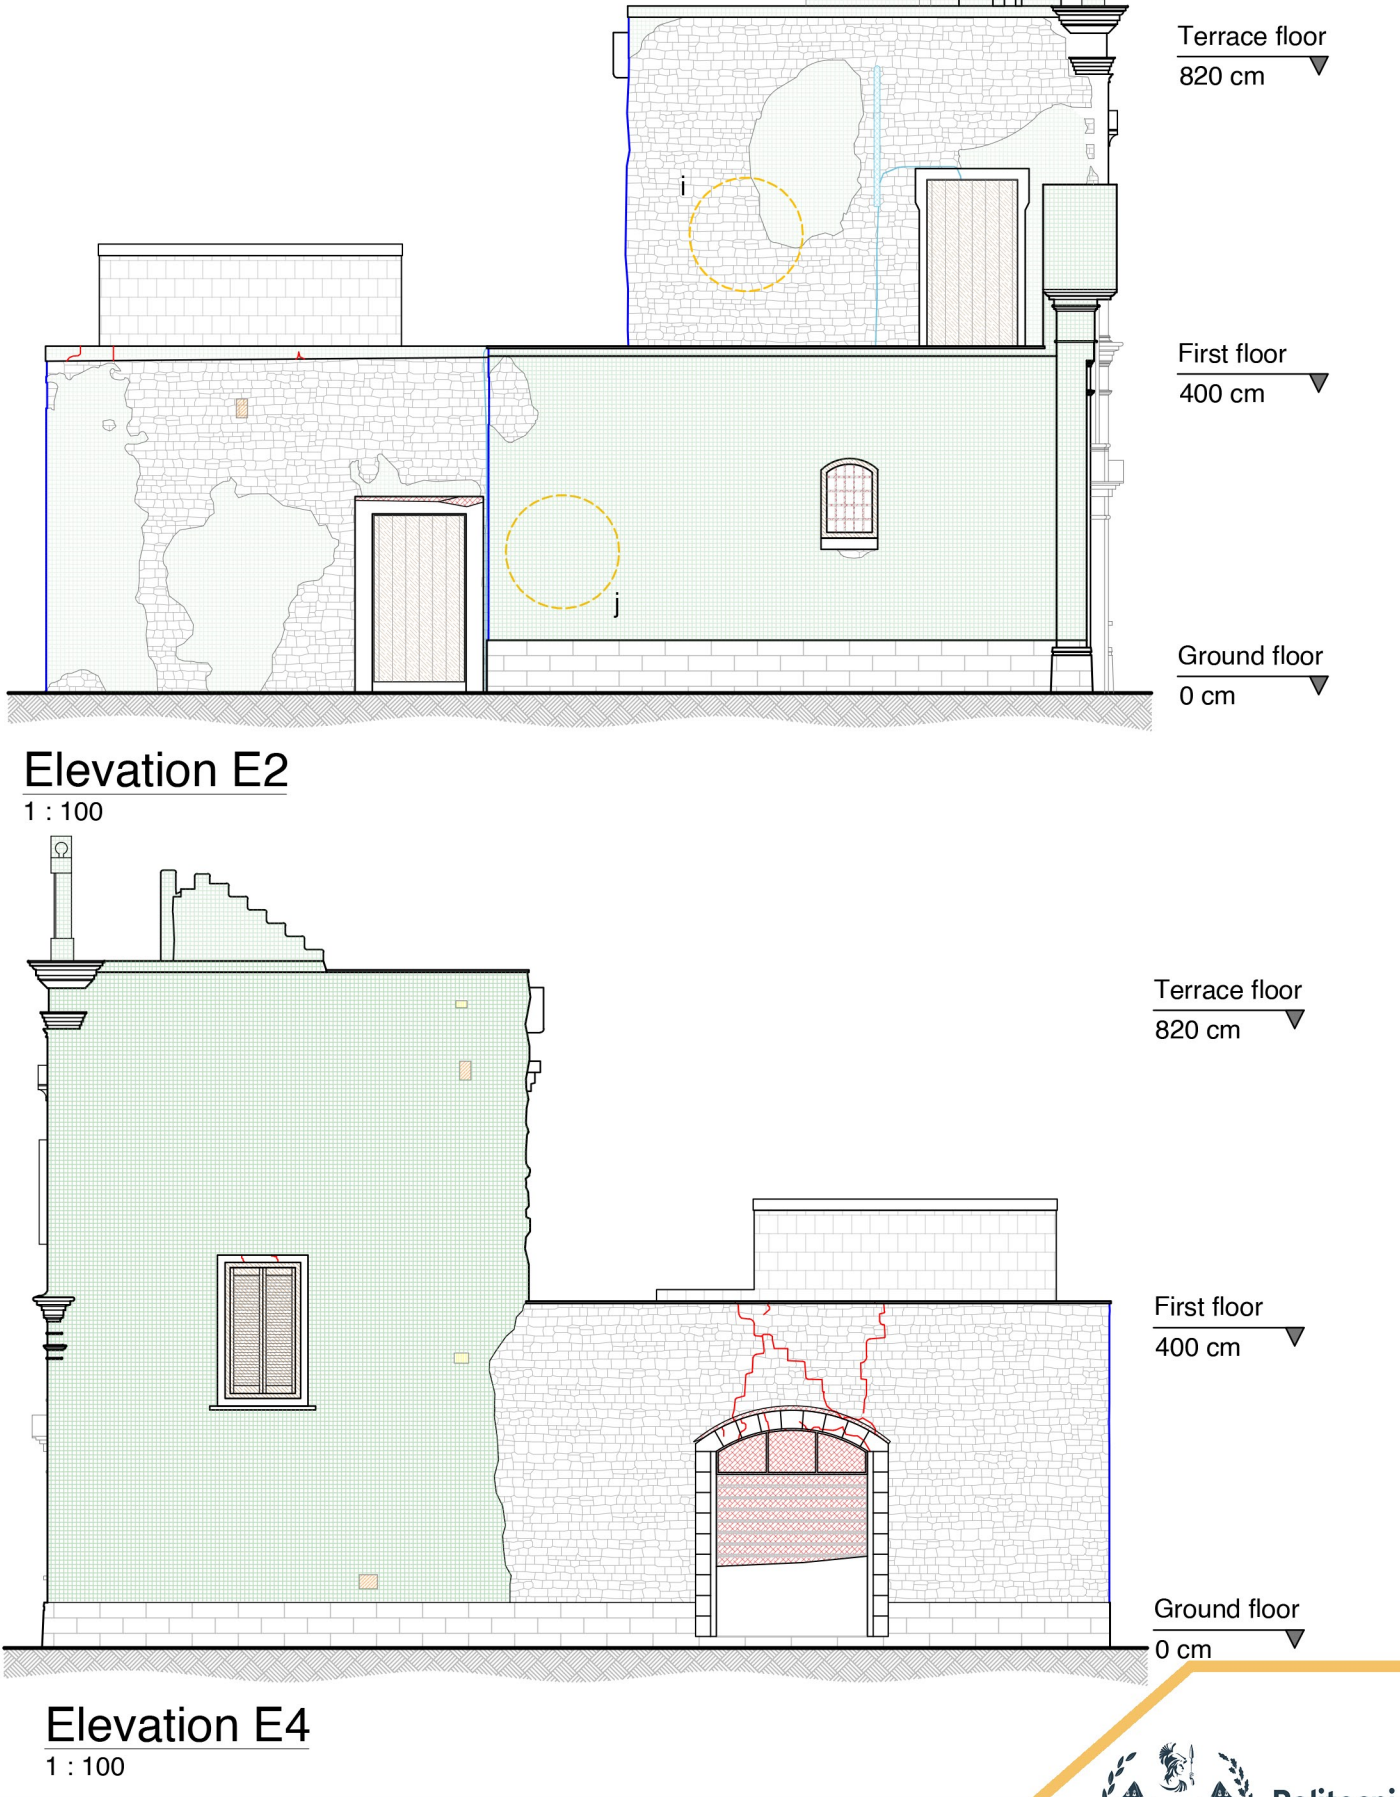 Terrace floor
820 cm
i
First floor
400 cm
j
Ground floor
0 cm
Elevation E2
1 : 100
Terrace floor
820 cm
First floor
400 cm
Ground floor
0 cm
Elevation E4
1 : 100